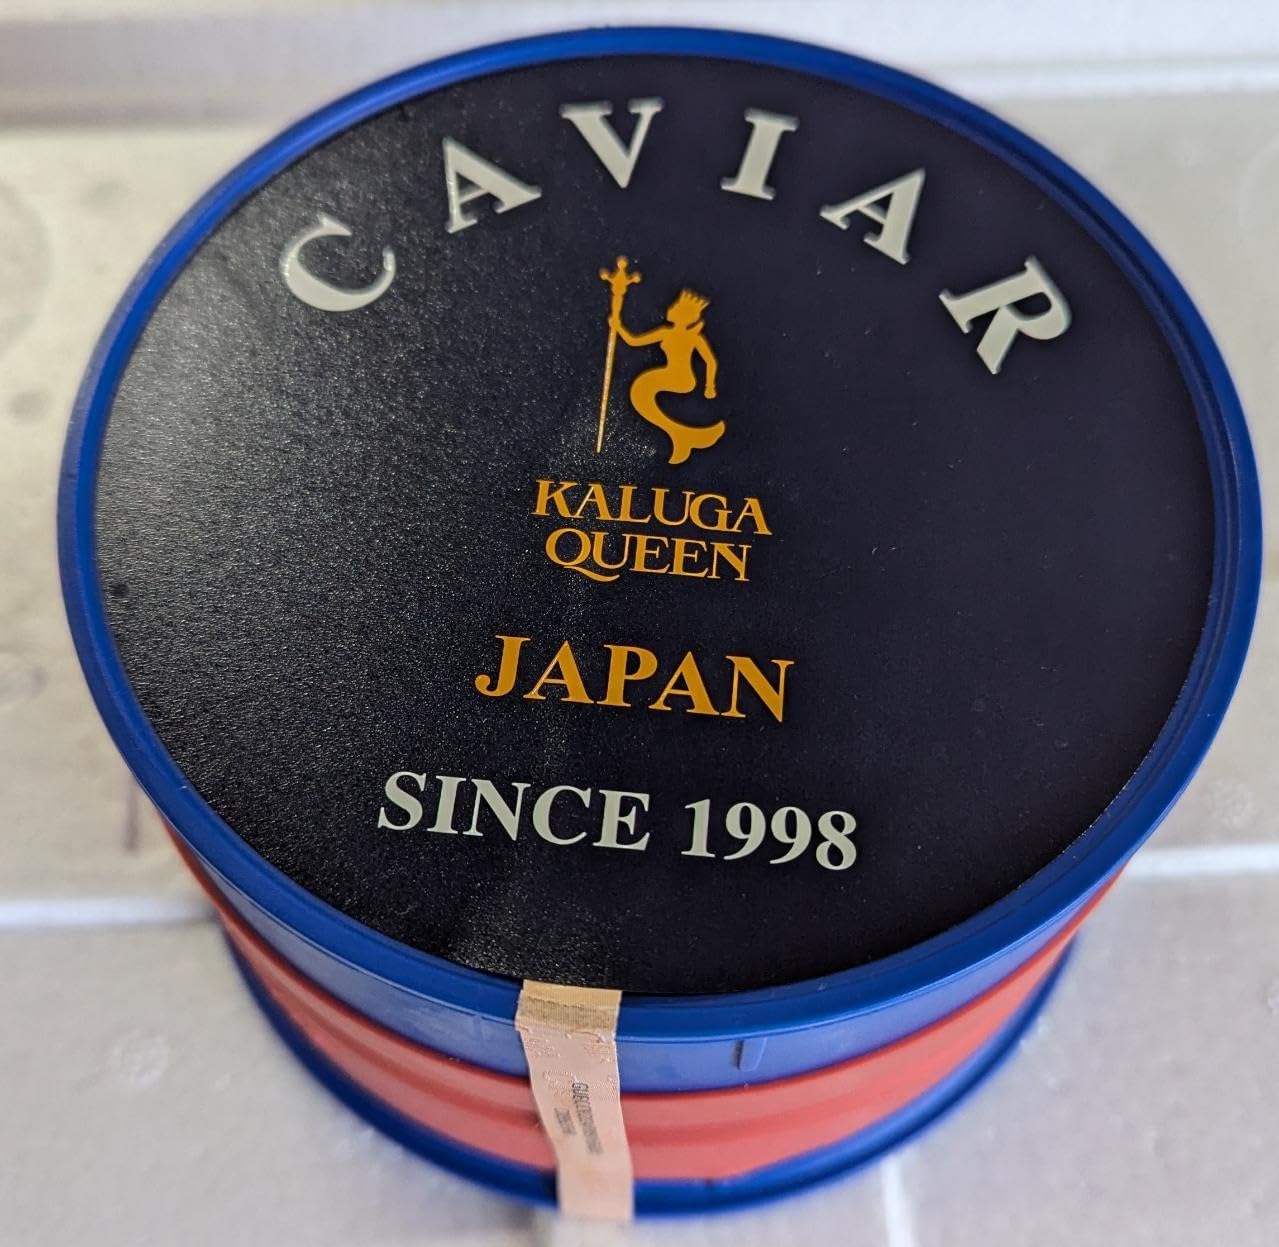 CAVIAR
KALUGA
QUEEN
JAPAN
SINCE 1998